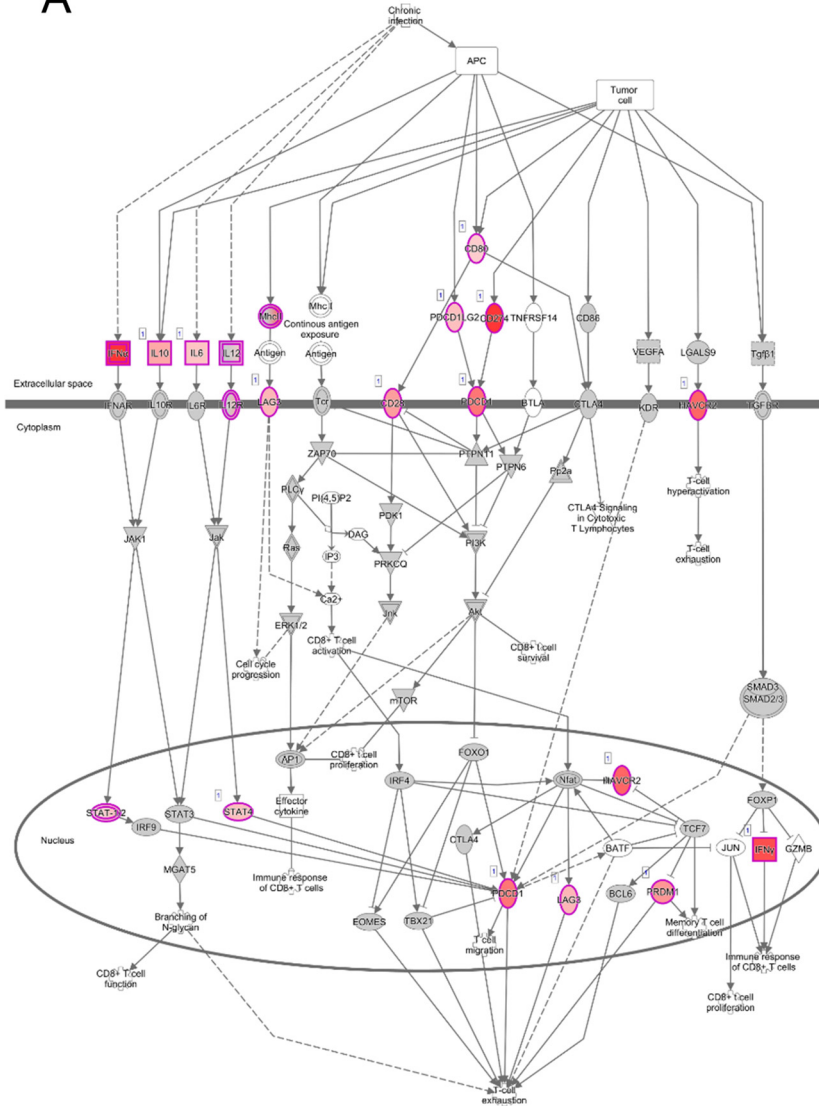 A
Chronic
infection
APC
Tumor
cell
1
CD80
1
1
Mhc II
Mhc II
PDCD1LG2
CD274
TNFRSF14
CD86
Continous antigen
exposure
1
1
IL10
IL6
IL12
Antigen
Antigen
VEGFA
LGALS9
Tgfβ1
Extracellular space
1
1
1
1
IFNAR
IL10R
IL6R
IL12R
LAG3
Tcr
CD28
PDCD1
BTLA
CTLA4
KDR
HAVCR2
TGFBR
Cytoplasm
ZAP70
PTPN11
PTPN6
Pp2a
PLCγ
PI(4,5)P2
PDK1
CTLA4 Signaling
in Cytotoxic
T Lymphocytes
T-cell
hyperactivation
T-cell
exhaustion
JAK1
Jak
Ras
DAG
IP3
PRKCQ
PI3K
Ca2+
Jnk
Akt
ERK1/2
CD8+ T cell
activation
CD8+ t cell
survival
Cell cycle
progression
mTOR
SMAD3
SMAD2/3
AP1
CD8+ t cell
proliferation
FOXO1
IRF4
Nfat
HAVCR2
FOXP1
Effector
cytokine
1
STAT-1/2
IRF9
STAT3
STAT4
CTLA4
TCF7
BATF
JUN
1
IFNγ
GZMB
Nucleus
MGAT5
Immune response
of CD8+ T cells
1
1
1
PDCD1
LAG3
BCL6
PRDM1
EOMES
TBX21
Memory T cell
differentiation
Branching of
N-glycan
T cell
migration
Immune response
of CD8+ T cells
CD8+ T cell
function
CD8+ t cell
proliferation
T-cell
exhaustion